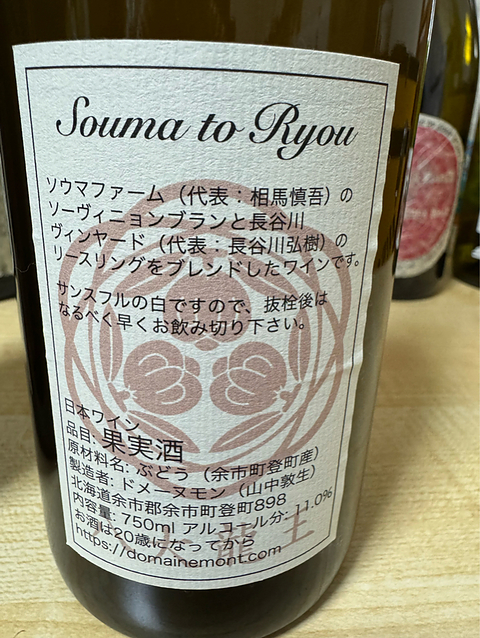 Souma to Ryou
ソウマファーム（代表：相馬慎吾）の
ソーヴィニョンブランと長谷川
ヴィンヤード（代表：長谷川弘樹）の
リースリングをブレンドしたワインです。
サンスフルの白ですので、抜栓後は
なるべく早くお飲み切り下さい。
日本ワイン
品目: 果実酒
原材料名: ぶどう（余市町登町産）
製造者: ドメーヌモン（山中敦生）
北海道余市郡余市町登町898
内容量: 750ml アルコール分: 11.0%
お酒は20歳になってから
https://domainemont.com
龍王